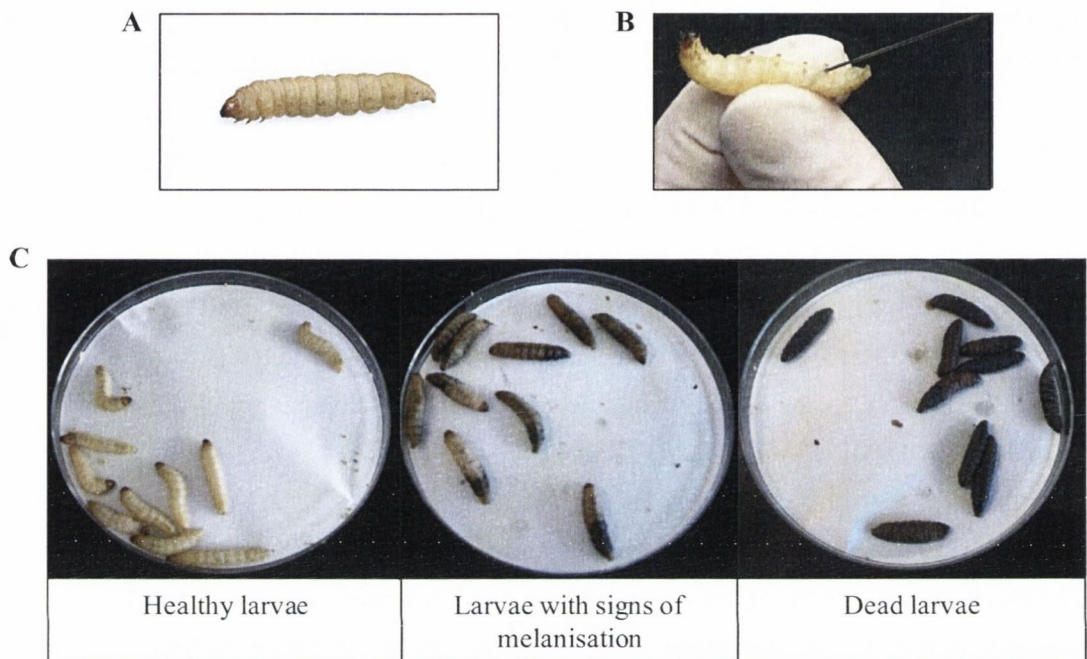 A
B
C
Healthy larvae
Larvae with signs of
melanisation
Dead larvae